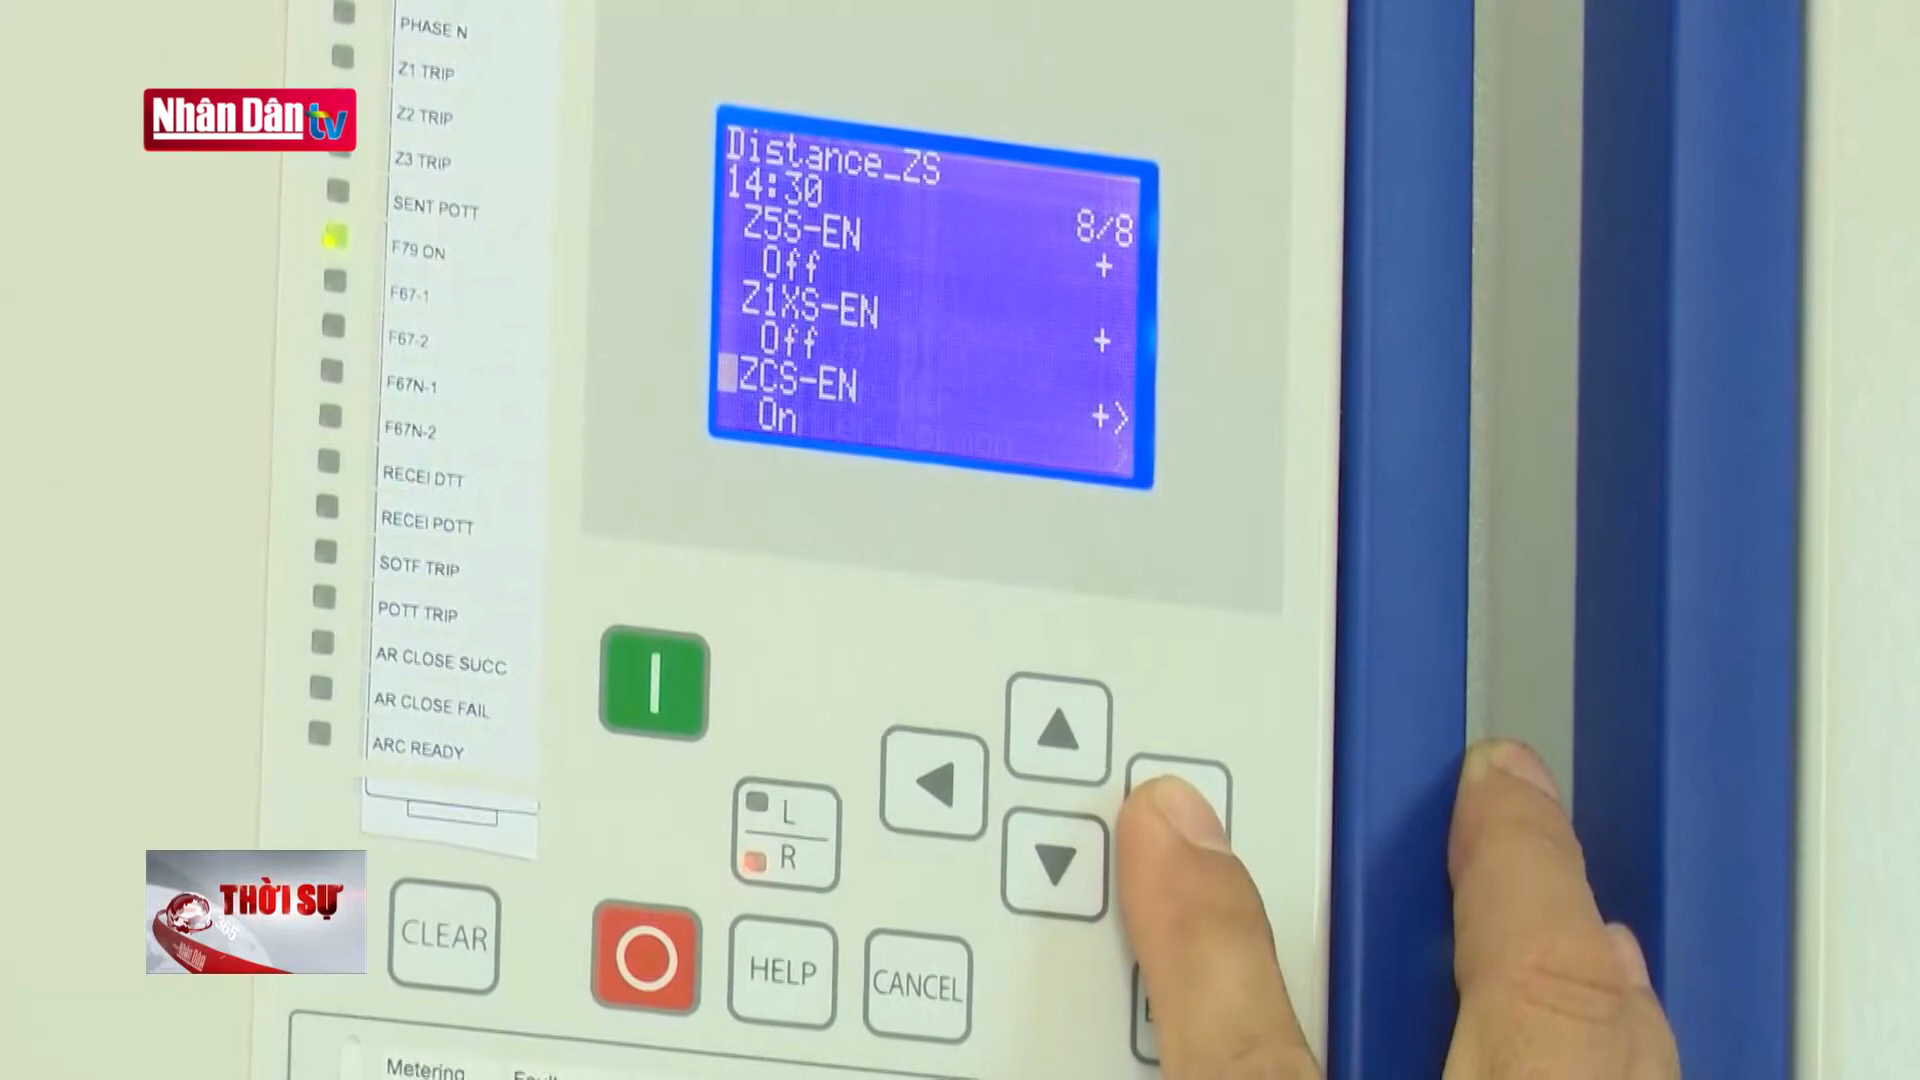 PHASE N
Z1 TRIP
Z2 TRIP
Z3 TRIP
SENT POTT
F79 ON
F67-1
F67-2
F67N-1
F67N-2
RECEI DTT
RECEI POTT
SOTF TRIP
POTT TRIP
AR CLOSE SUCC
AR CLOSE FAIL
ARC READY
Nhân Dân tv
Distance_ZS
14:30 8/8
Z5S-EN
Off +
Z1XS-EN
Off +
ZCS-EN
On +>
L
R
CLEAR
HELP
CANCEL
THỜI SỰ
365
Nhân Dân
Metering